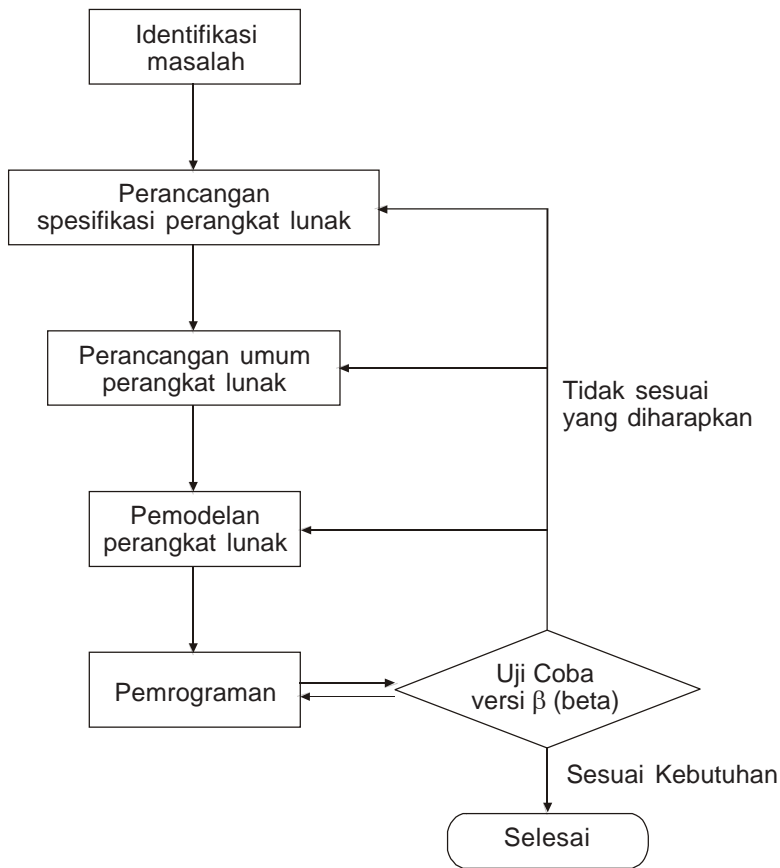 Identifikasi
masalah
Perancangan
spesifikasi perangkat lunak
Perancangan umum
perangkat lunak
Tidak sesuai
yang diharapkan
Pemodelan
perangkat lunak
Pemrograman
Uji Coba
versi β (beta)
Sesuai Kebutuhan
Selesai